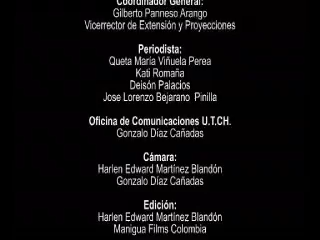 Coordinador General:
Gilberto Panneso Arango
Vicerrector de Extensión y Proyecciones
Periodista:
Queta María Viñuela Perea
Kati Romaña
Deisón Palacios
Jose Lorenzo Bejarano Pinilla
Oficina de Comunicaciones U.T.CH.
Gonzalo Díaz Cañadas
Cámara:
Harlen Edward Martínez Blandón
Gonzalo Díaz Cañadas
Edición:
Harlen Edward Martínez Blandón
Manigua Films Colombia